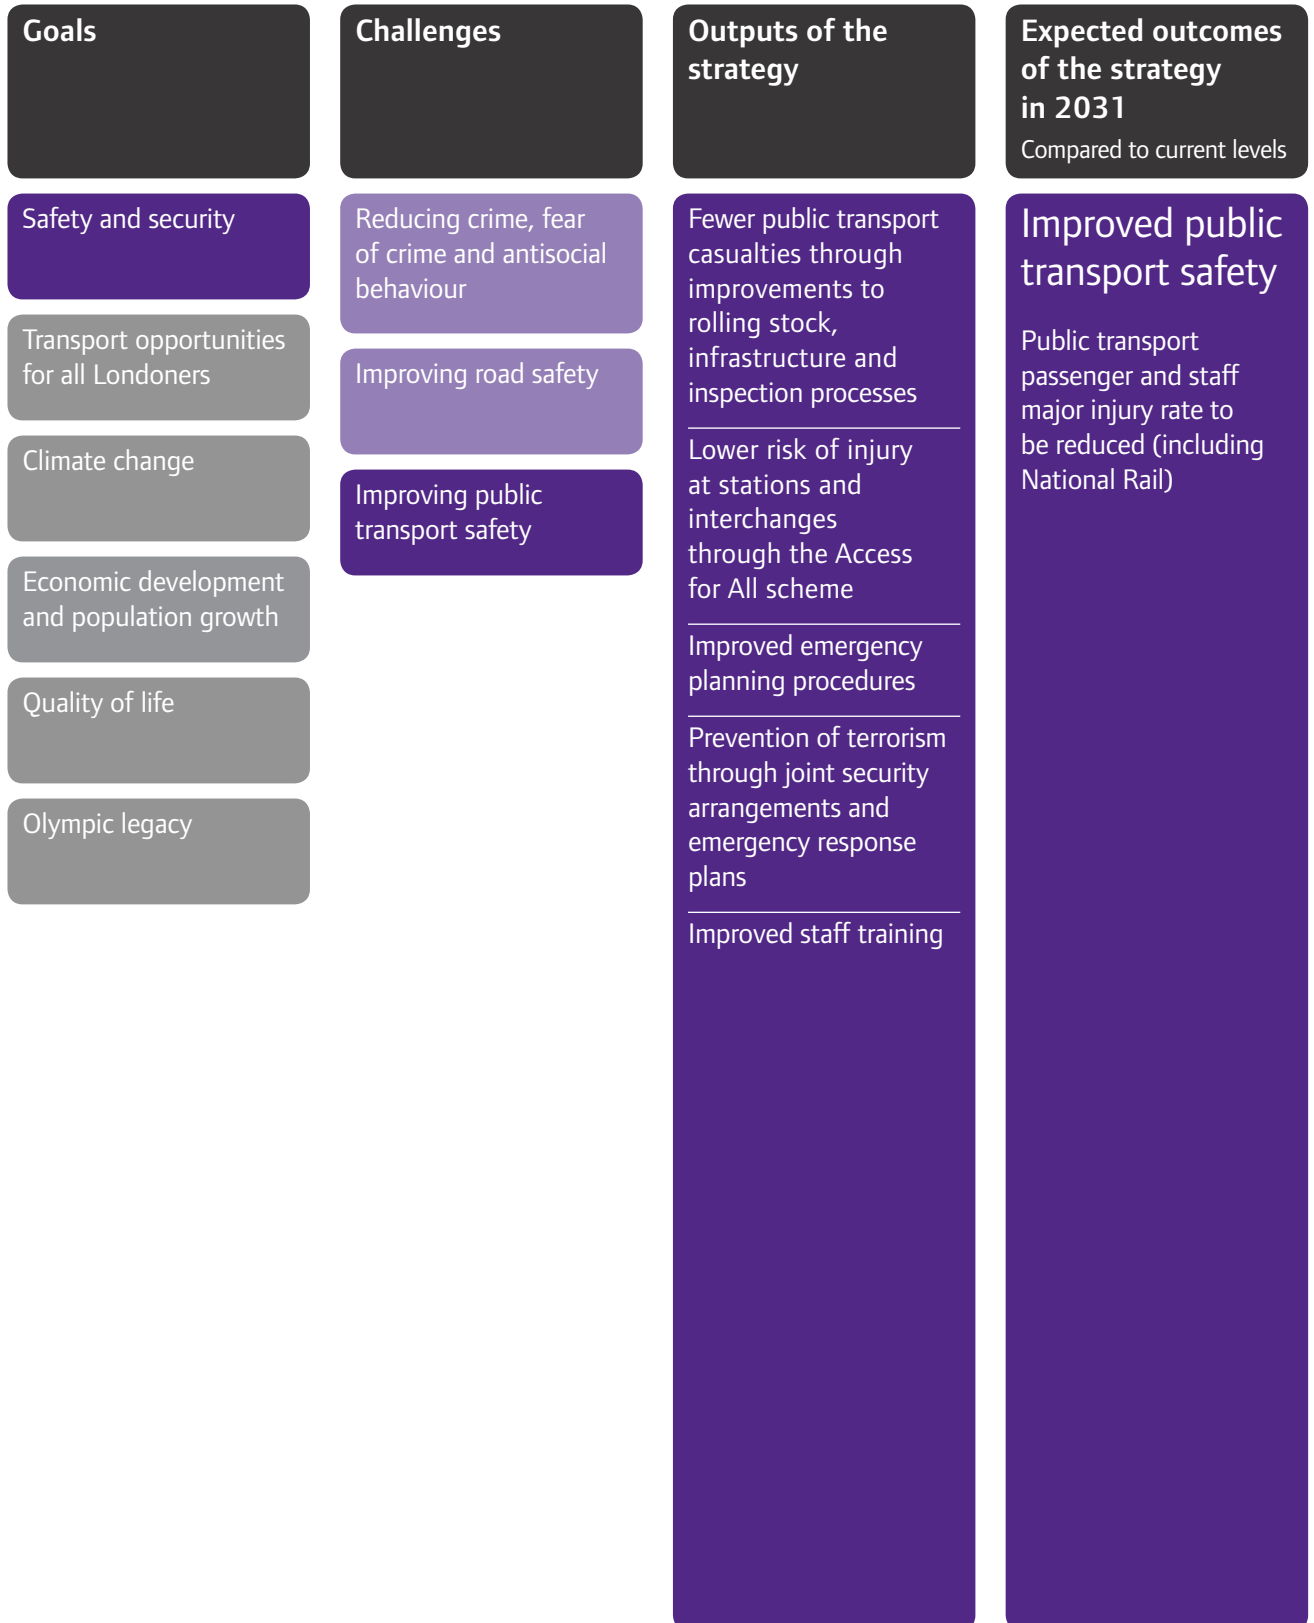 Goals
Challenges
Outputs of the
strategy
Expected outcomes
of the strategy
in 2031
Compared to current levels
Safety and security
Transport opportunities
for all Londoners
Climate change
Economic development
and population growth
Quality of life
Olympic legacy
Reducing crime, fear
of crime and antisocial
behaviour
Improving road safety
Improving public
transport safety
Fewer public transport
casualties through
improvements to
rolling stock,
infrastructure and
inspection processes
Lower risk of injury
at stations and
interchanges
through the Access
for All scheme
Improved emergency
planning procedures
Prevention of terrorism
through joint security
arrangements and
emergency response
plans
Improved staff training
Improved public
transport safety
Public transport
passenger and staff
major injury rate to
be reduced (including
National Rail)